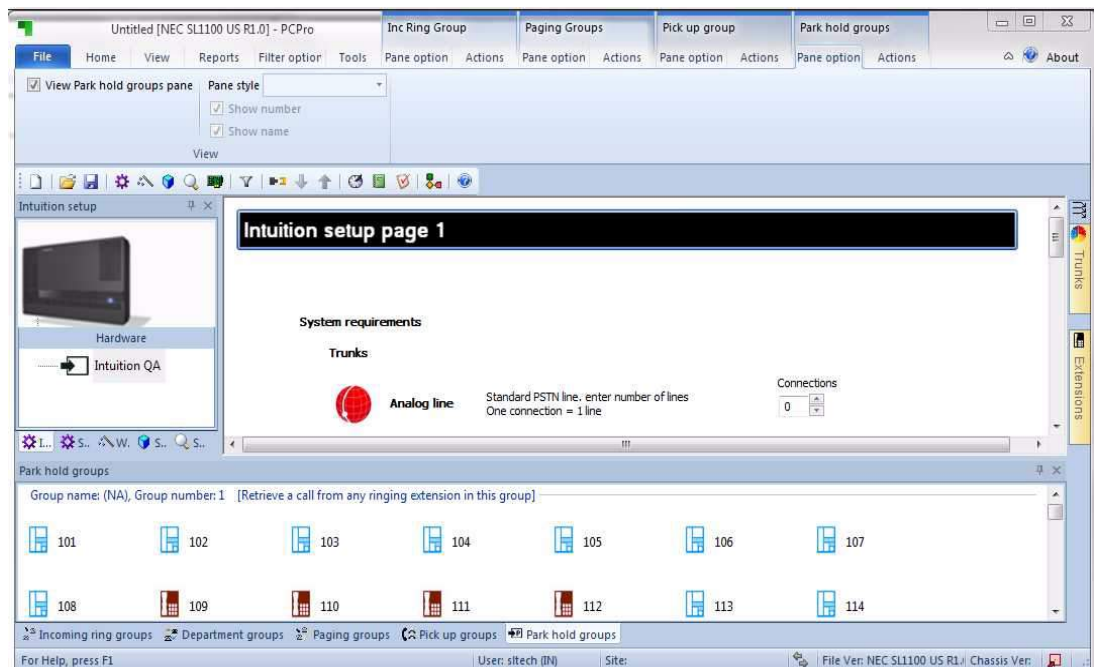 Untitled [NEC SL1100 US R1.0] - PCPro
Inc Ring Group Paging Groups Pick up group Park hold groups
File Home View Reports Filter option Tools Pane option Actions Pane option Actions Pane option Actions Pane option Actions About
View Park hold groups pane Pane style
Show number
Show name
View
Intuition setup
Intuition setup page 1
Hardware
Intuition QA
System requirements
Trunks
Analog line
Standard PSTN line. enter number of lines
One connection = 1 line
Connections
0
Trunks
Extensions
I... S.. W. S.. S..
Park hold groups
Group name: (NA), Group number: 1 [Retrieve a call from any ringing extension in this group]
101 102 103 104 105 106 107
108 109 110 111 112 113 114
Incoming ring groups Department groups Paging groups Pick up groups Park hold groups
For Help, press F1 User: sltech (IN) Site: File Ver: NEC SL1100 US R1. Chassis Ver: